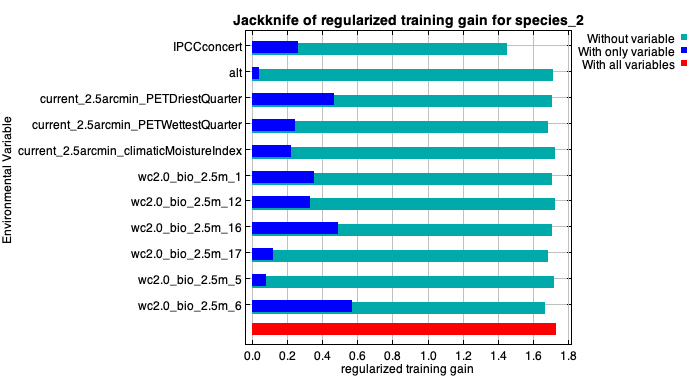 Jackknife of regularized training gain for species_2
Without variable
With only variable
With all variables
Environmental Variable
IPCCconcert
alt
current_2.5arcmin_PETDriestQuarter
current_2.5arcmin_PETWettestQuarter
current_2.5arcmin_climaticMoistureIndex
wc2.0_bio_2.5m_1
wc2.0_bio_2.5m_12
wc2.0_bio_2.5m_16
wc2.0_bio_2.5m_17
wc2.0_bio_2.5m_5
wc2.0_bio_2.5m_6
0.0 0.2 0.4 0.6 0.8 1.0 1.2 1.4 1.6 1.8
regularized training gain